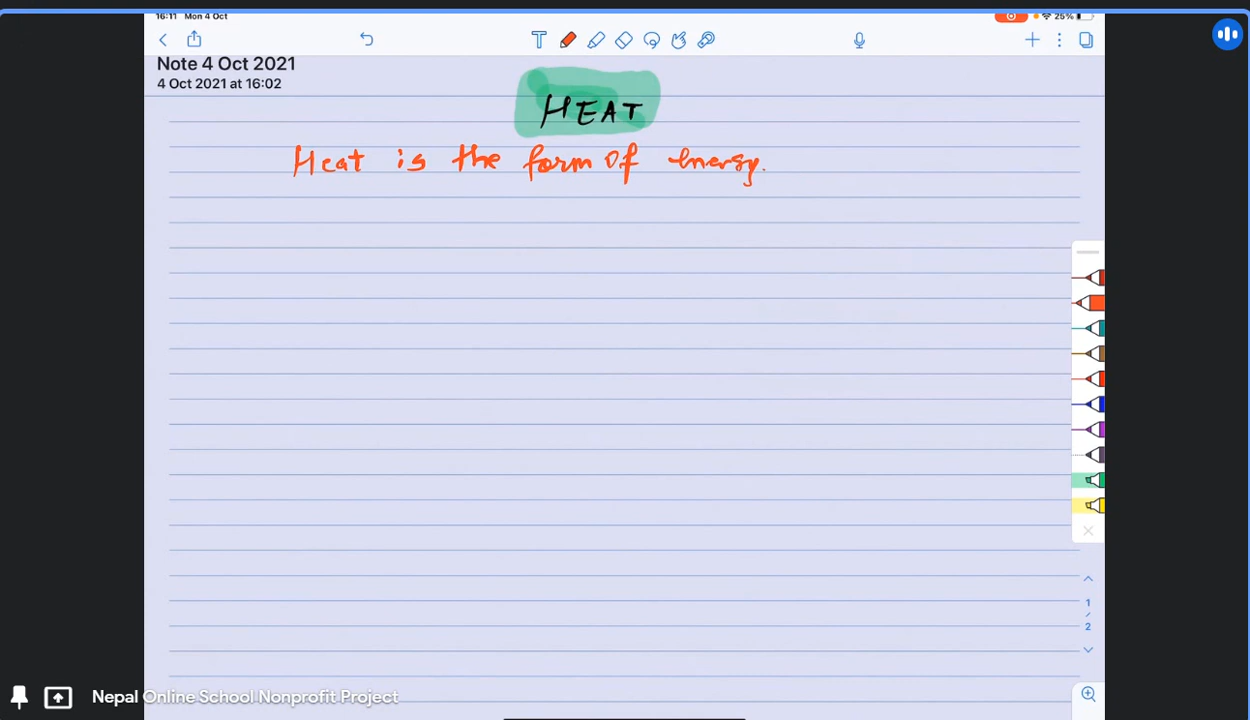 16:11 Mon 4 Oct
25%
Note 4 Oct 2021
4 Oct 2021 at 16:02
HEAT
Heat is the form of energy.
1
2
Nepal Online School Nonprofit Project